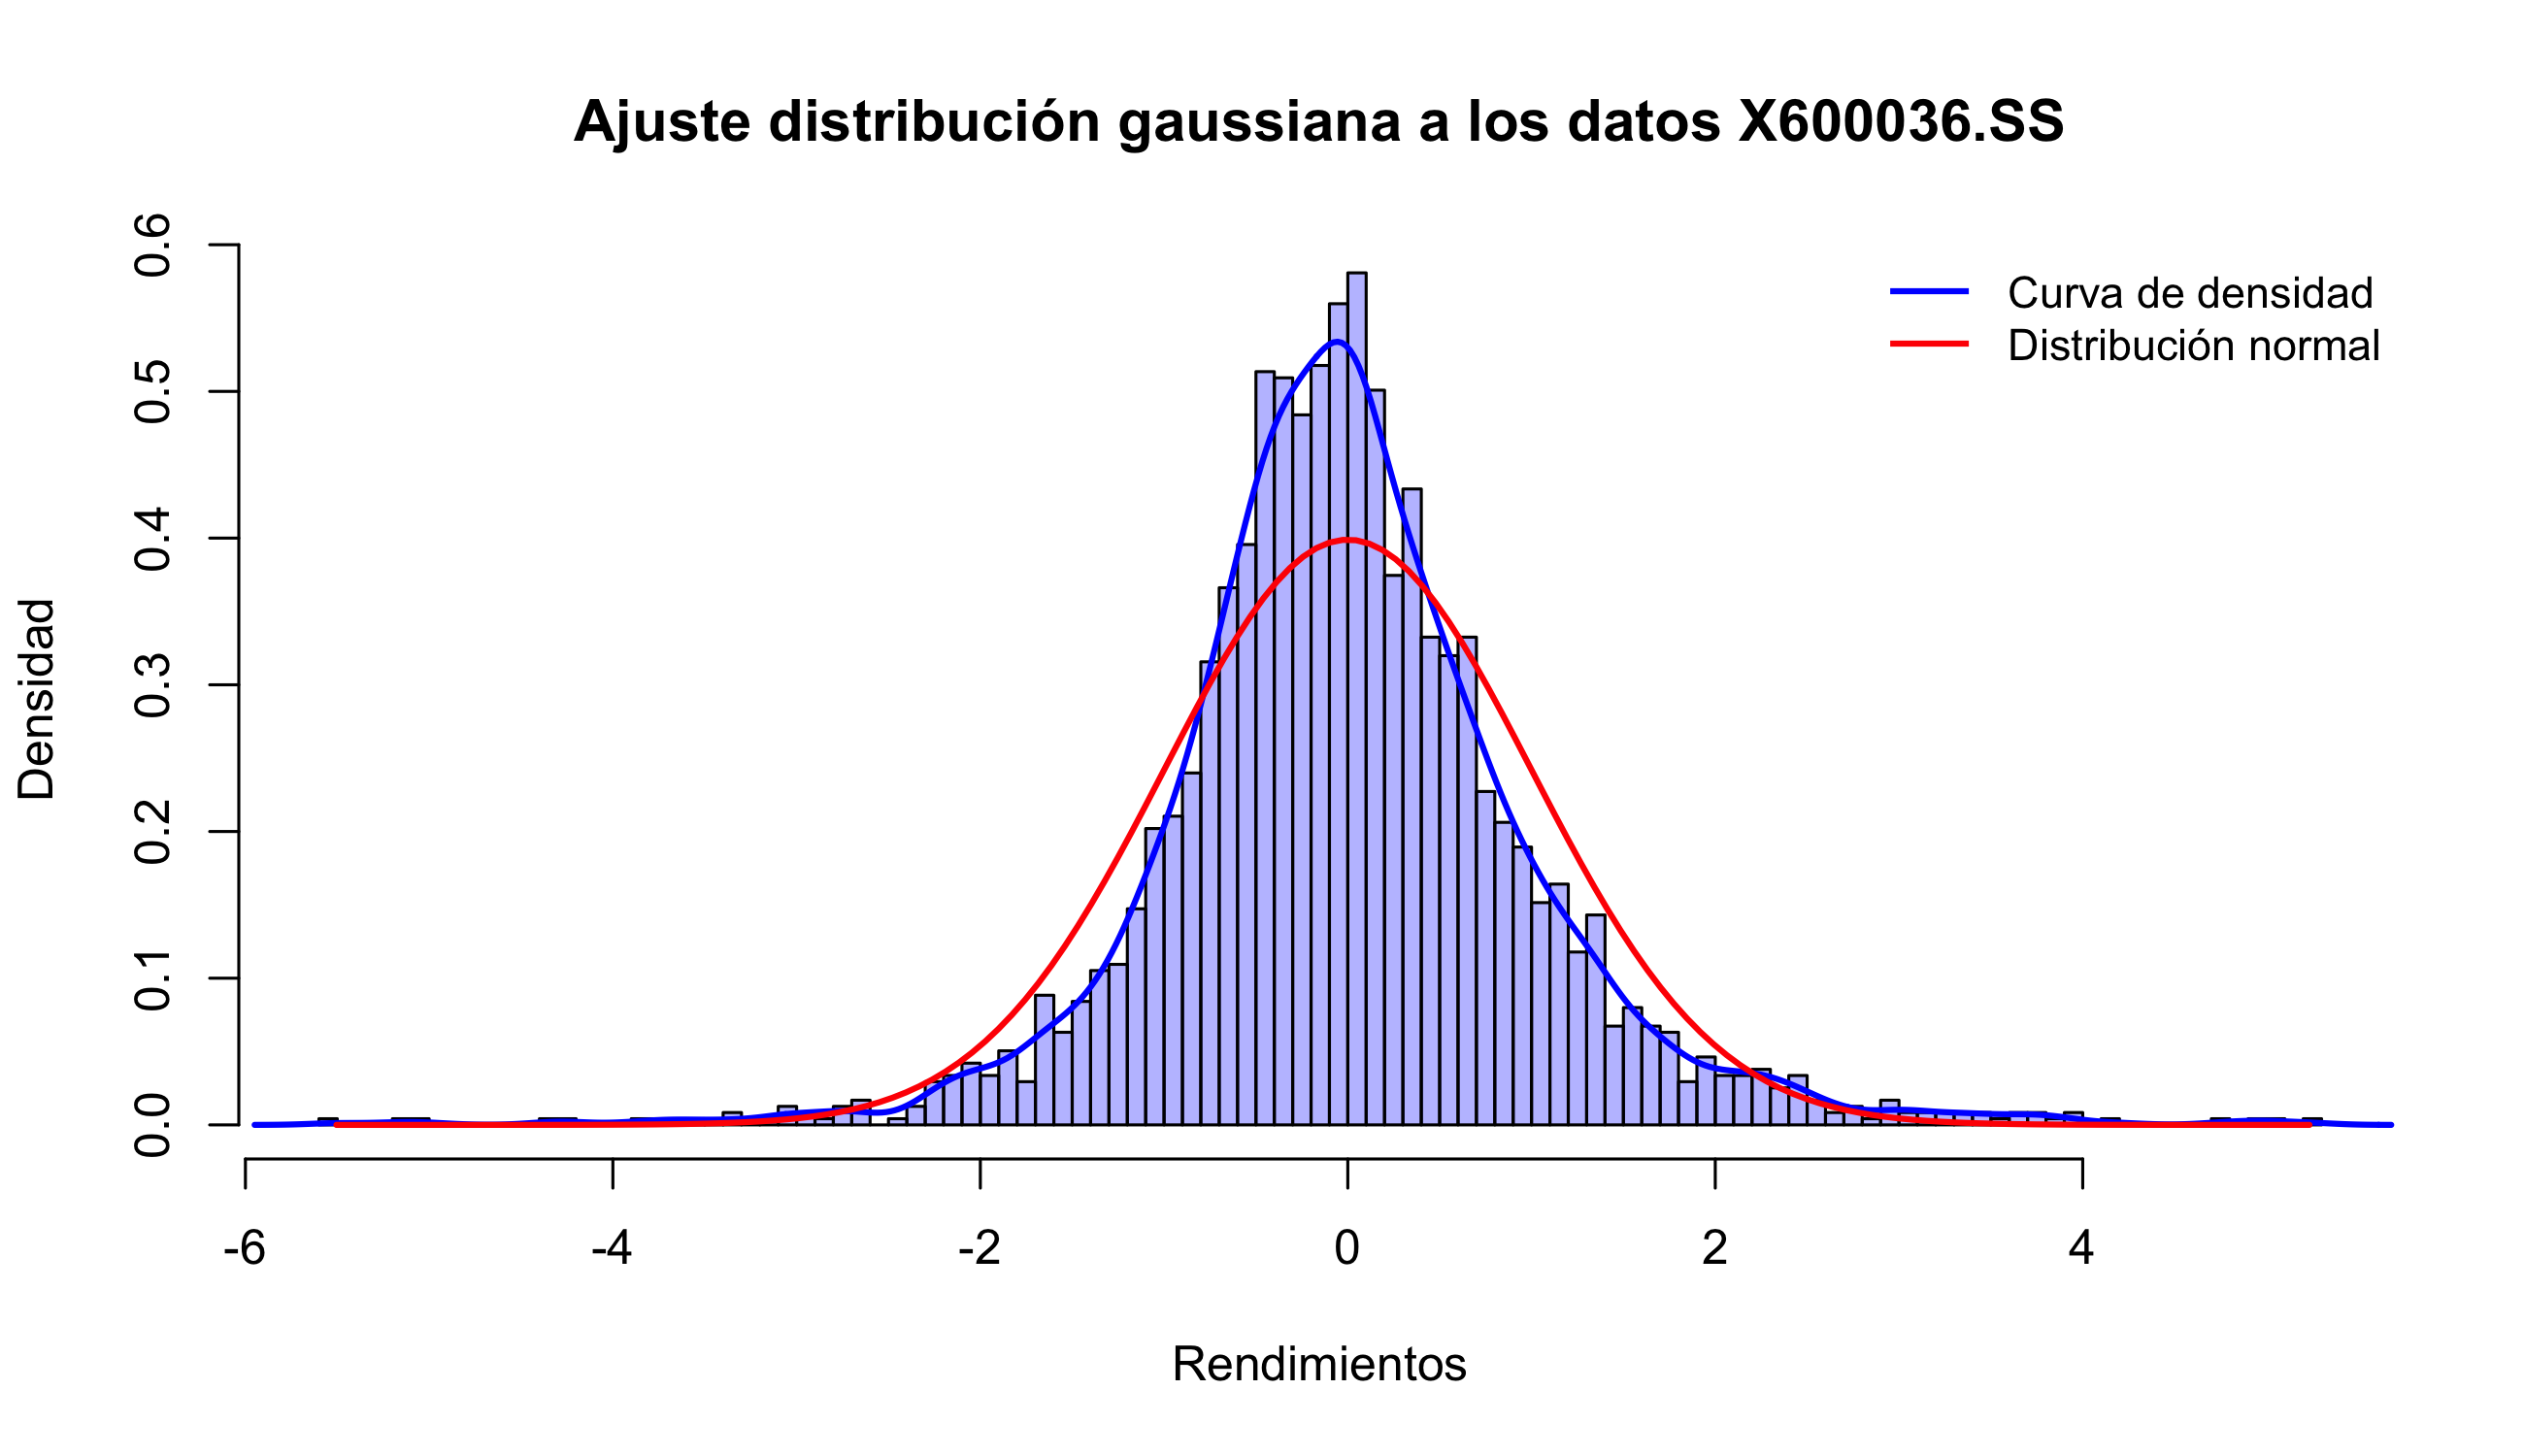 Ajuste distribución gaussiana a los datos X600036.SS
Curva de densidad
Distribución normal
Densidad
0.6
0.5
0.4
0.3
0.2
0.1
0.0
-6 -4 -2 0 2 4
Rendimientos